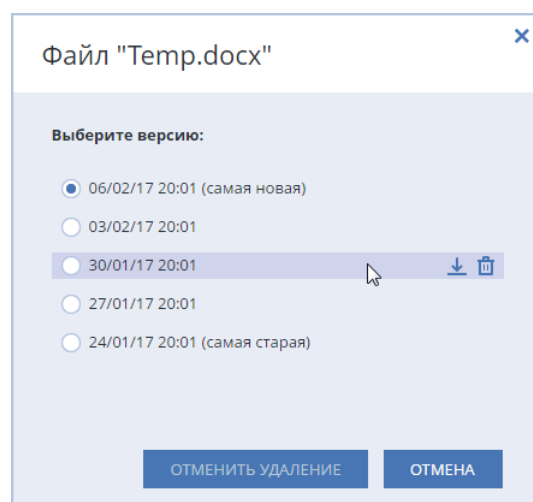 Файл "Temp.docx"
Выберите версию:
06/02/17 20:01 (самая новая)
03/02/17 20:01
30/01/17 20:01
27/01/17 20:01
24/01/17 20:01 (самая старая)
ОТМЕНИТЬ УДАЛЕНИЕ ОТМЕНА